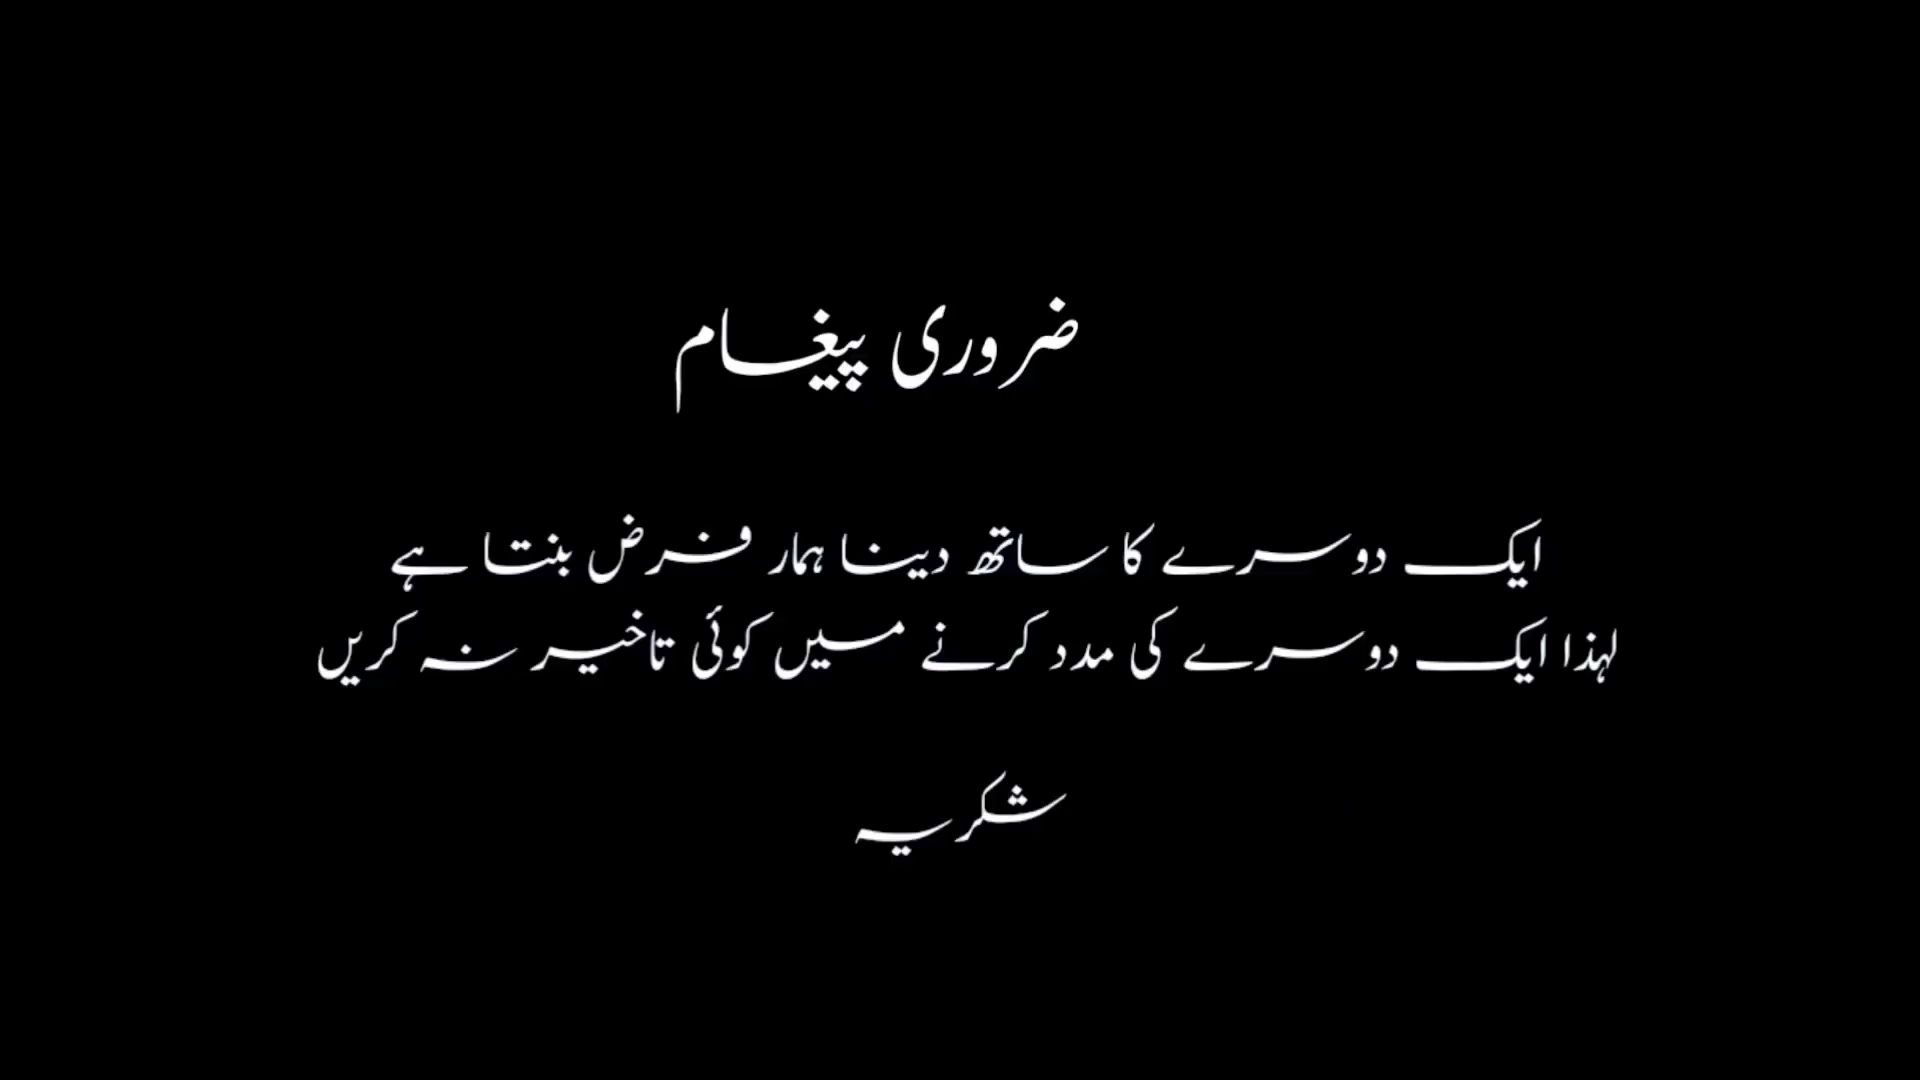 ضروری پیغام
ایک دوسرے کا ساتھ دینا ہمار فرض بنتا ہے
لہذا ایک دوسرے کی مدد کرنے میں کوئی تاخیر نہ کریں
شکریہ